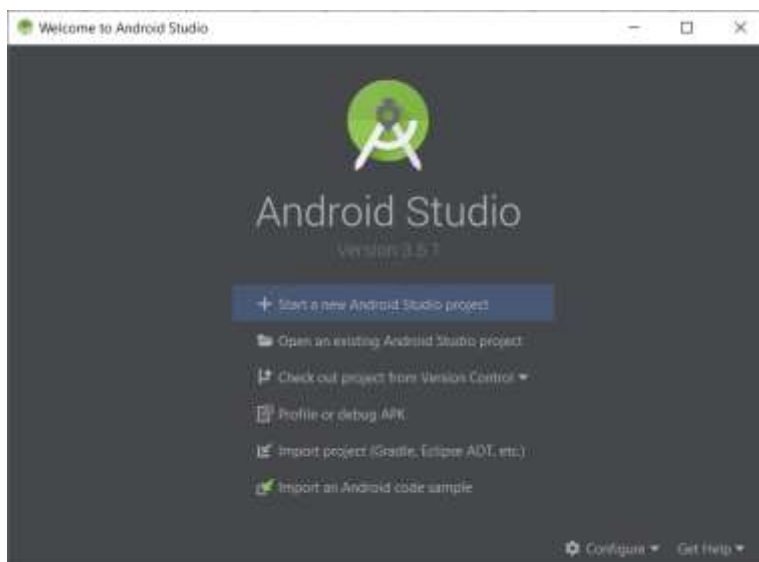 Welcome to Android Studio
Android Studio
Version 3.5.1
Start a new Android Studio project
Open an existing Android Studio project
Check out project from Version Control
Profile or debug APK
Import project (Gradle, Eclipse ADT, etc.)
Import an Android code sample
Configure Get Help